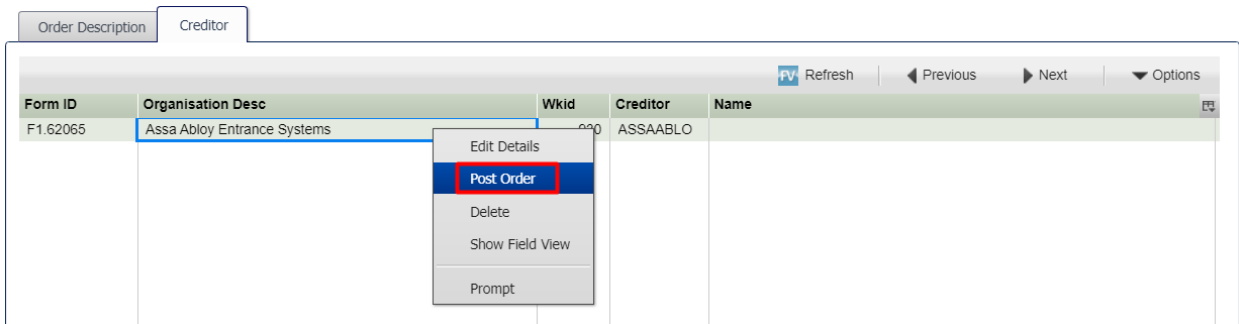 Order Description Creditor
FV Refresh Previous Next Options
Form ID Organisation Desc Wkid Creditor Name
F1.62065 Assa Abloy Entrance Systems ASSAABLO
Edit Details
Post Order
Delete
Show Field View
Prompt